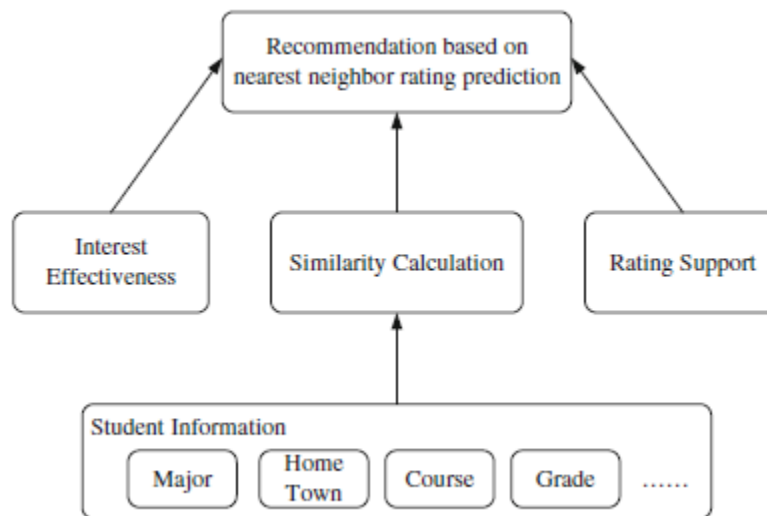 Recommendation based on
nearest neighbor rating prediction
Interest
Effectiveness
Similarity Calculation
Rating Support
Student Information
Major
Home
Town
Course
Grade
......